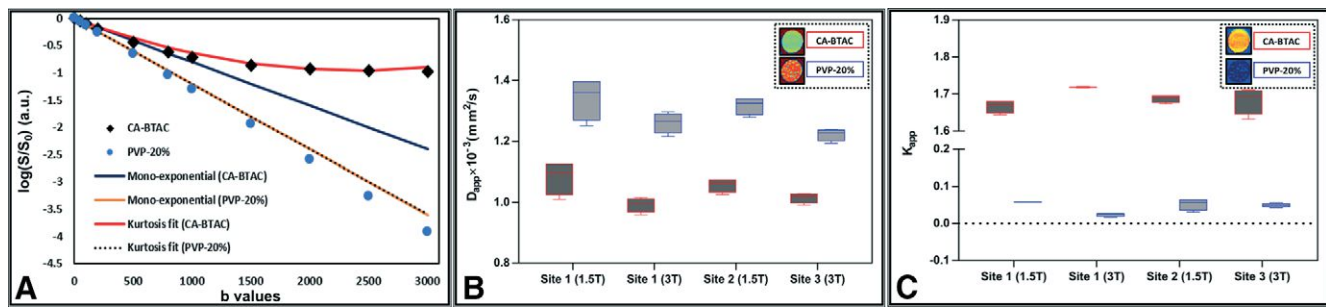 0
-0.5
-1
-1.5
-2
-2.5
-3
-3.5
-4
-4.5
log(S/S₀) (a.u.)
CA-BTAC
PVP-20%
Mono-exponential (CA-BTAC)
Mono-exponential (PVP-20%)
Kurtosis fit (CA-BTAC)
Kurtosis fit (PVP-20%)
0 500 1000 1500 2000 2500 3000
b values
A
1.6
1.4
1.2
1.0
0.8
Dapp×10⁻³(mm²/s)
CA-BTAC
PVP-20%
Site 1 (1.5T) Site 1 (3T) Site 2 (1.5T) Site 3 (3T)
B
1.9
1.8
1.7
1.6
0.2
0.1
0.0
-0.1
Kapp
CA-BTAC
PVP-20%
Site 1 (1.5T) Site 1 (3T) Site 2 (1.5T) Site 3 (3T)
C